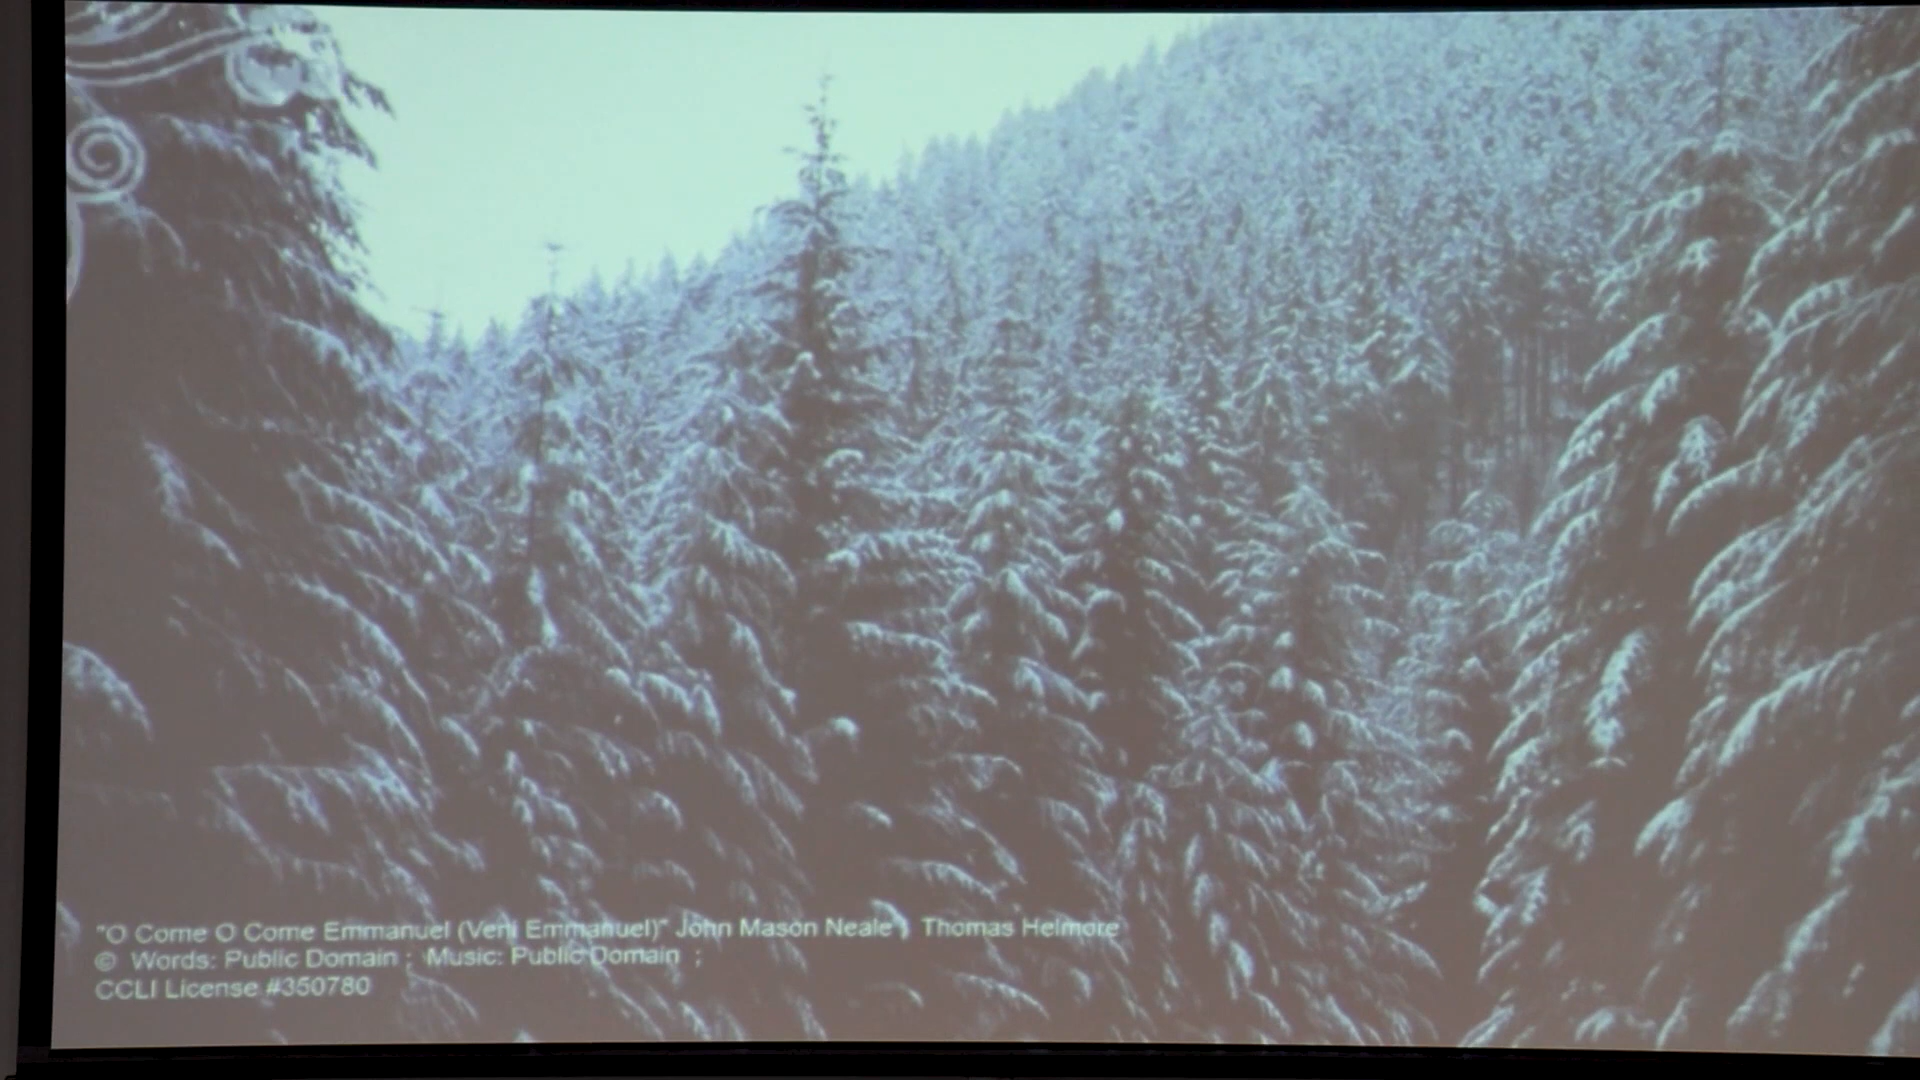 "O Come O Come Emmanuel (Veni Emmanuel)" John Mason Neale ; Thomas Helmore
© Words: Public Domain ; Music: Public Domain ;
CCLI License #350780